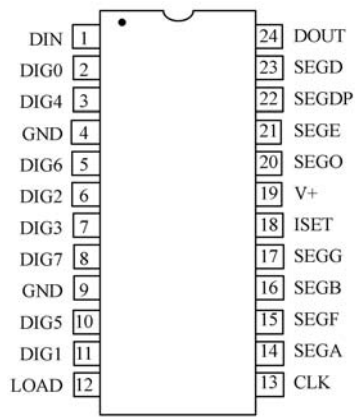 DIN 1 24 DOUT
DIG0 2 23 SEGD
DIG4 3 22 SEGDP
GND 4 21 SEGE
DIG6 5 20 SEGO
DIG2 6 19 V+
DIG3 7 18 ISET
DIG7 8 17 SEGG
GND 9 16 SEGB
DIG5 10 15 SEGF
DIG1 11 14 SEGA
LOAD 12 13 CLK